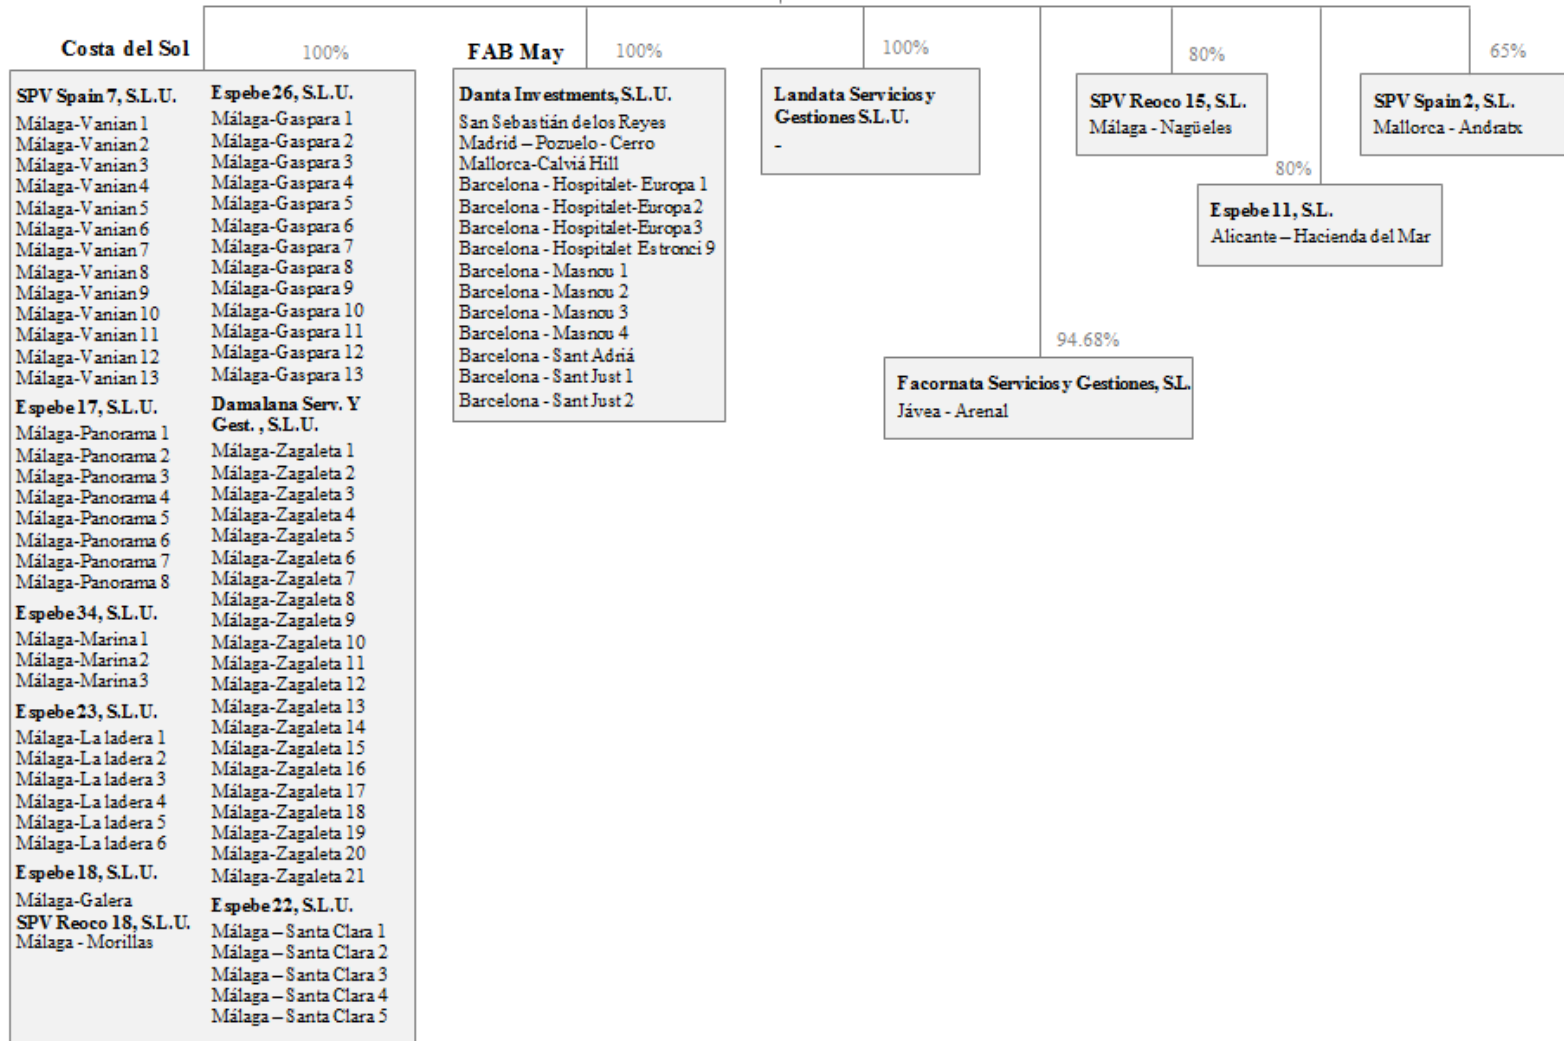 Costa del Sol
100%
SPV Spain 7, S.L.U.
Málaga-Vanian 1
Málaga-Vanian 2
Málaga-Vanian 3
Málaga-Vanian 4
Málaga-Vanian 5
Málaga-Vanian 6
Málaga-Vanian 7
Málaga-Vanian 8
Málaga-Vanian 9
Málaga-Vanian 10
Málaga-Vanian 11
Málaga-Vanian 12
Málaga-Vanian 13
Espebe 17, S.L.U.
Málaga-Panorama 1
Málaga-Panorama 2
Málaga-Panorama 3
Málaga-Panorama 4
Málaga-Panorama 5
Málaga-Panorama 6
Málaga-Panorama 7
Málaga-Panorama 8
Espebe 34, S.L.U.
Málaga-Marina 1
Málaga-Marina 2
Málaga-Marina 3
Espebe 23, S.L.U.
Málaga-La ladera 1
Málaga-La ladera 2
Málaga-La ladera 3
Málaga-La ladera 4
Málaga-La ladera 5
Málaga-La ladera 6
Espebe 18, S.L.U.
Málaga-Galera
SPV Reoco 18, S.L.U.
Málaga - Morillas
Espebe 26, S.L.U.
Málaga-Gaspara 1
Málaga-Gaspara 2
Málaga-Gaspara 3
Málaga-Gaspara 4
Málaga-Gaspara 5
Málaga-Gaspara 6
Málaga-Gaspara 7
Málaga-Gaspara 8
Málaga-Gaspara 9
Málaga-Gaspara 10
Málaga-Gaspara 11
Málaga-Gaspara 12
Málaga-Gaspara 13
Damalana Serv. Y
Gest. , S.L.U.
Málaga-Zagaleta 1
Málaga-Zagaleta 2
Málaga-Zagaleta 3
Málaga-Zagaleta 4
Málaga-Zagaleta 5
Málaga-Zagaleta 6
Málaga-Zagaleta 7
Málaga-Zagaleta 8
Málaga-Zagaleta 9
Málaga-Zagaleta 10
Málaga-Zagaleta 11
Málaga-Zagaleta 12
Málaga-Zagaleta 13
Málaga-Zagaleta 14
Málaga-Zagaleta 15
Málaga-Zagaleta 16
Málaga-Zagaleta 17
Málaga-Zagaleta 18
Málaga-Zagaleta 19
Málaga-Zagaleta 20
Málaga-Zagaleta 21
Espebe 22, S.L.U.
Málaga – Santa Clara 1
Málaga – Santa Clara 2
Málaga – Santa Clara 3
Málaga – Santa Clara 4
Málaga – Santa Clara 5
FAB May
100%
Danta Investments, S.L.U.
San Sebastián de los Reyes
Madrid – Pozuelo - Cerro
Mallorca-Calviá Hill
Barcelona - Hospitalet- Europa 1
Barcelona - Hospitalet-Europa 2
Barcelona - Hospitalet-Europa 3
Barcelona - Hospitalet Estronci 9
Barcelona - Masnou 1
Barcelona - Masnou 2
Barcelona - Masnou 3
Barcelona - Masnou 4
Barcelona - Sant Adriá
Barcelona - Sant Just 1
Barcelona - Sant Just 2
100%
Landata Servicios y
Gestiones S.L.U.
-
94.68%
Facornata Servicios y Gestiones, S.L.
Jávea - Arenal
80%
SPV Reoco 15, S.L.
Málaga - Nagüeles
80%
Espebe 11, S.L.
Alicante – Hacienda del Mar
65%
SPV Spain 2, S.L.
Mallorca - Andratx